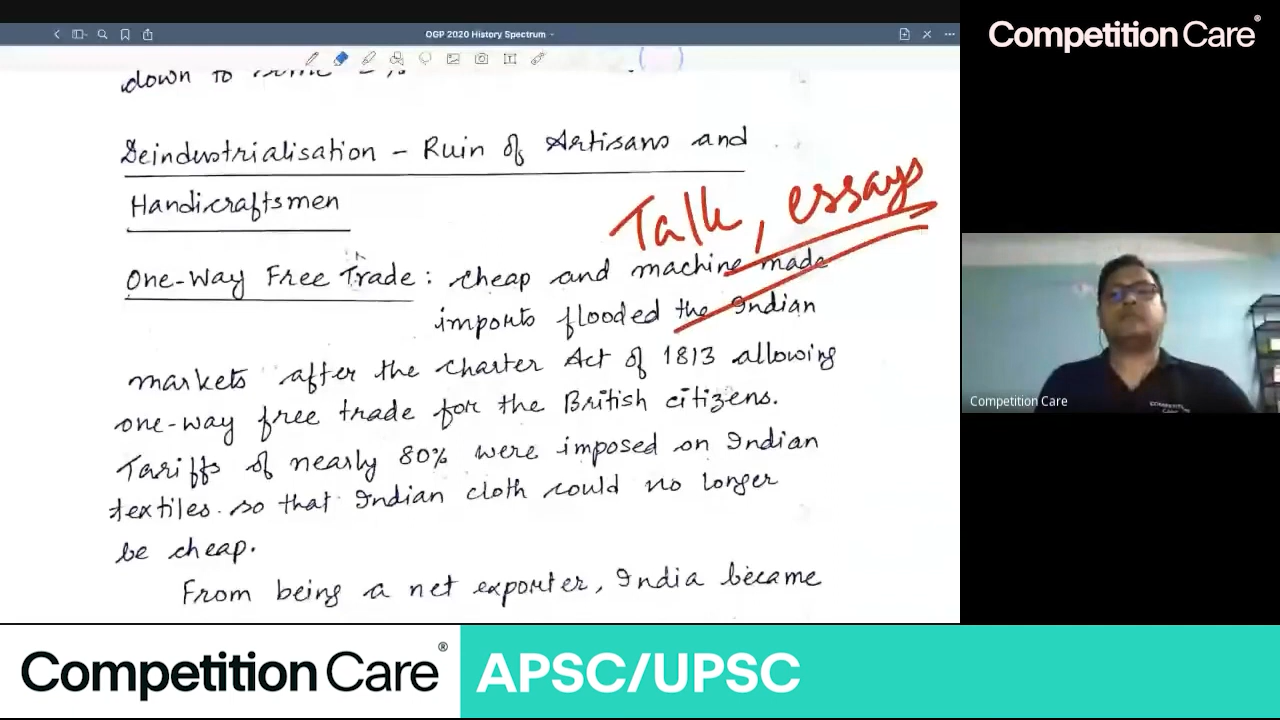 OGP 2020 History Spectrum
Competition Care®
down to
Deindustrialisation – Ruin of Artisans and
Handicraftsmen
Talk, essays
One-Way Free Trade : cheap and machine made
imports flooded the Indian
markets after the Charter Act of 1813 allowing
one-way free trade for the British citizens.
Tariffs of nearly 80% were imposed on Indian
textiles so that Indian cloth could no longer
be cheap.
From being a net exporter, India became
Competition Care
Competition Care®
APSC/UPSC